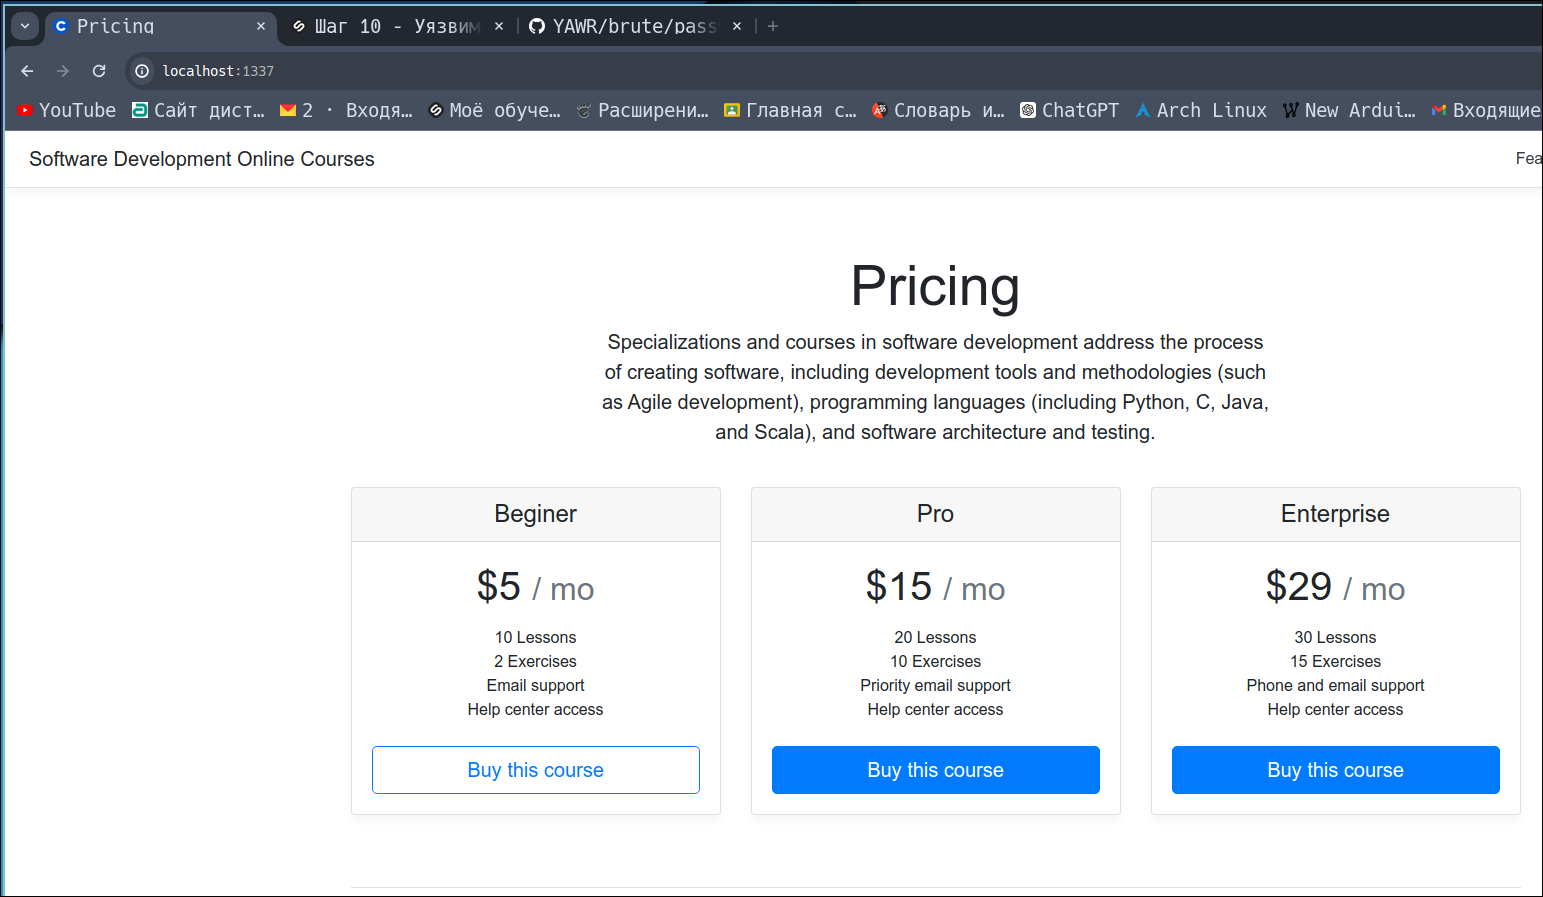 Pricing
Шаг 10 - Уязвим
YAWR/brute/pass
localhost:1337
YouTube
Сайт дист…
2 · Входя…
Моё обуче…
Расширени…
Главная с…
Словарь и…
ChatGPT
Arch Linux
New Ardui…
Входящие
Software Development Online Courses
Fea
Pricing
Specializations and courses in software development address the process
of creating software, including development tools and methodologies (such
as Agile development), programming languages (including Python, C, Java,
and Scala), and software architecture and testing.
Beginer
$5 / mo
10 Lessons
2 Exercises
Email support
Help center access
Buy this course
Pro
$15 / mo
20 Lessons
10 Exercises
Priority email support
Help center access
Buy this course
Enterprise
$29 / mo
30 Lessons
15 Exercises
Phone and email support
Help center access
Buy this course